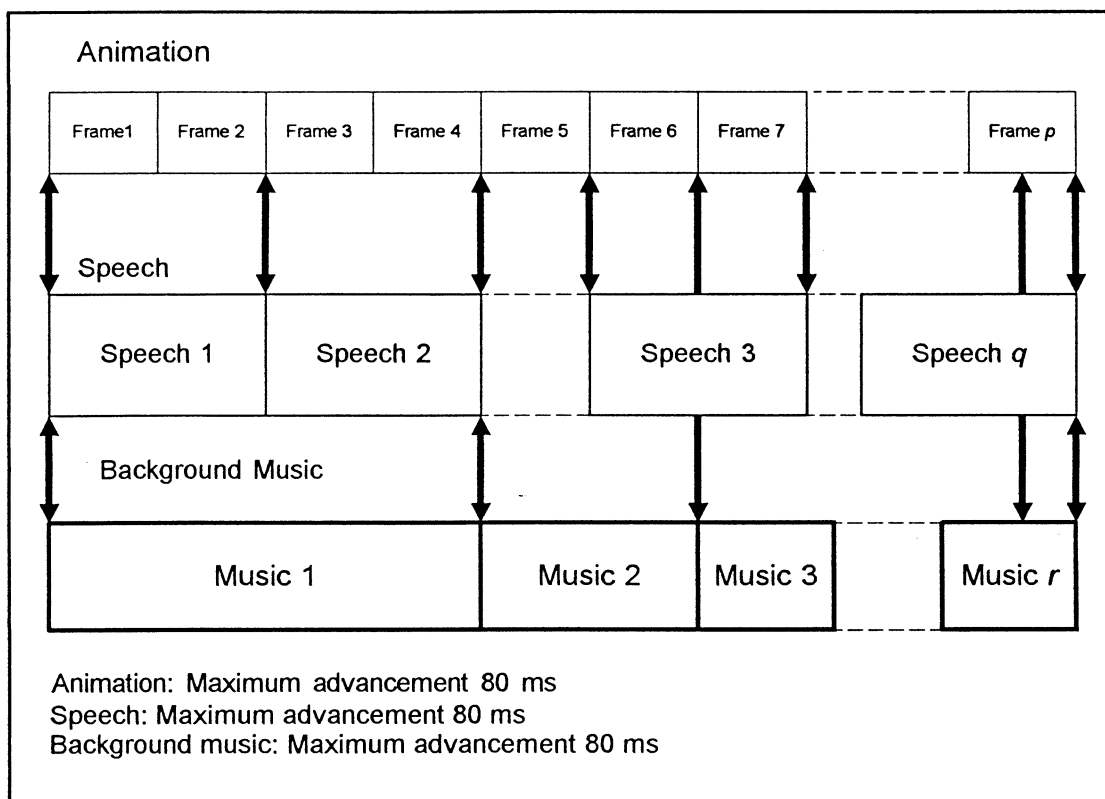 Animation
Frame1 Frame 2 Frame 3 Frame 4 Frame 5 Frame 6 Frame 7 Frame p
Speech
Speech 1 Speech 2 Speech 3 Speech q
Background Music
Music 1 Music 2 Music 3 Music r
Animation: Maximum advancement 80 ms
Speech: Maximum advancement 80 ms
Background music: Maximum advancement 80 ms